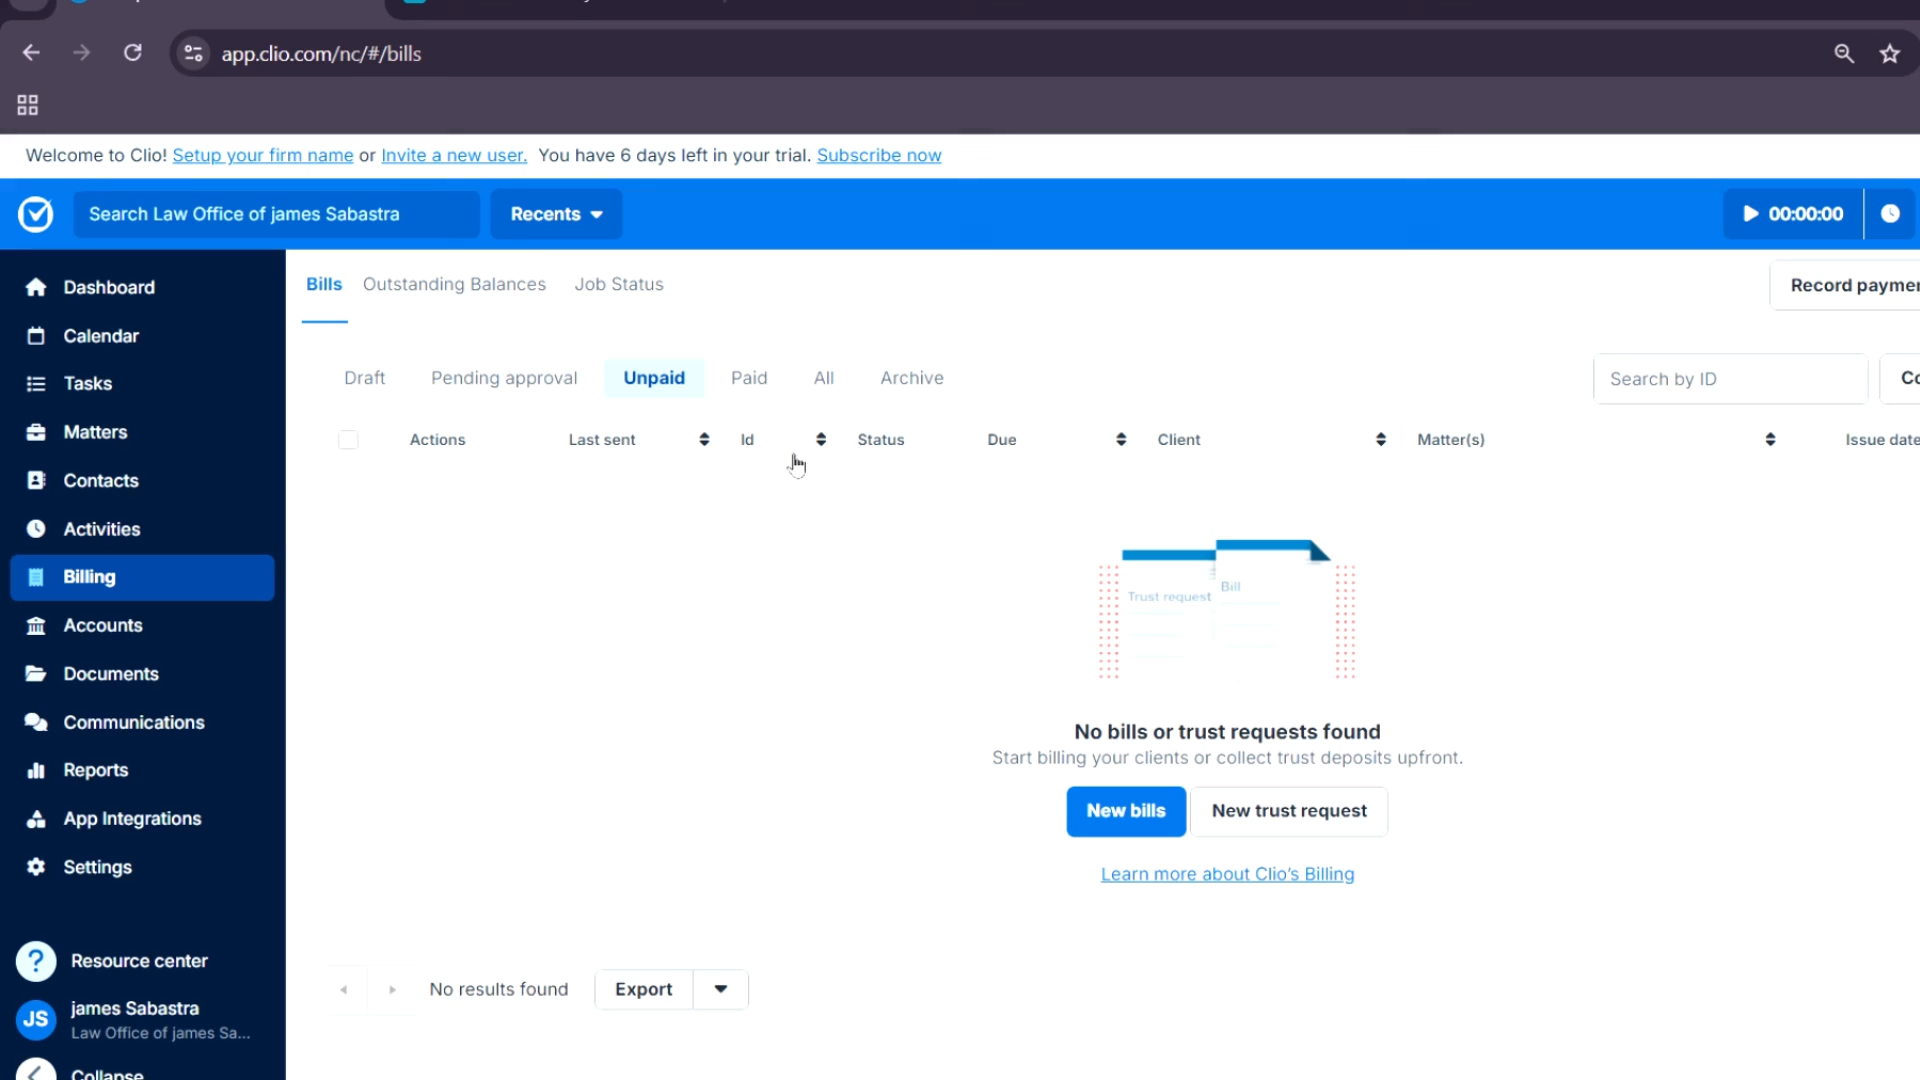 app.clio.com/nc/#/bills
Welcome to Clio! Setup your firm name or Invite a new user. You have 6 days left in your trial. Subscribe now
Search Law Office of james Sabastra
Recents
00:00:00
Dashboard
Calendar
Tasks
Matters
Contacts
Activities
Billing
Accounts
Documents
Communications
Reports
App Integrations
Settings
Resource center
JS
james Sabastra
Law Office of james Sa...
Collapse
Bills Outstanding Balances Job Status
Record paymen
Draft Pending approval Unpaid Paid All Archive
Search by ID
Co
Actions Last sent Id Status Due Client Matter(s) Issue date
Trust request
Bill
No bills or trust requests found
Start billing your clients or collect trust deposits upfront.
New bills New trust request
Learn more about Clio's Billing
No results found Export